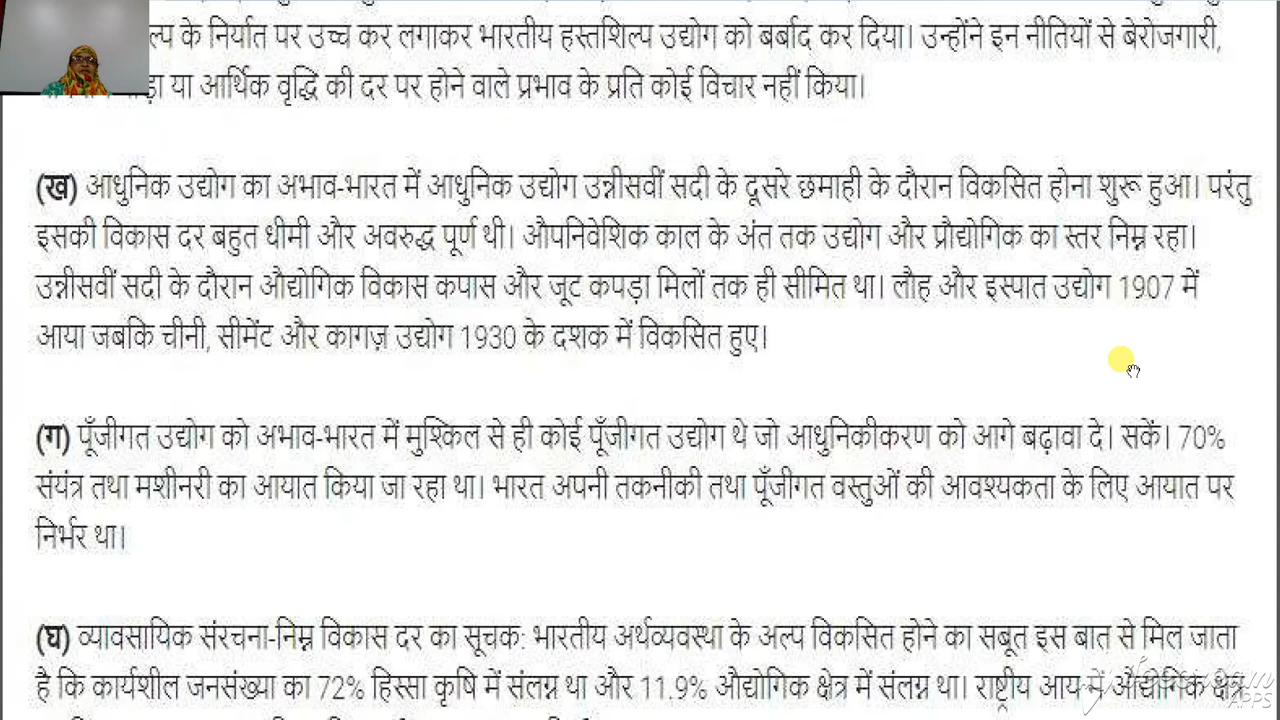 के निर्यात पर उच्च कर लगाकर भारतीय हस्तशिल्प उद्योग को बर्बाद कर दिया। उन्होंने इन नीतियों से बेरोजगारी,
या आर्थिक वृद्धि की दर पर होने वाले प्रभाव के प्रति कोई विचार नहीं किया।
(ख) आधुनिक उद्योग का अभाव-भारत में आधुनिक उद्योग उन्नीसवीं सदी के दूसरे छमाही के दौरान विकसित होना शुरू हुआ। परंतु
इसकी विकास दर बहुत धीमी और अवरुद्ध पूर्ण थी। औपनिवेशिक काल के अंत तक उद्योग और प्रौद्योगिक का स्तर निम्न रहा।
उन्नीसवीं सदी के दौरान औद्योगिक विकास कपास और जूट कपड़ा मिलों तक ही सीमित था। लौह और इस्पात उद्योग 1907 में
आया जबकि चीनी, सीमेंट और कागज़ उद्योग 1930 के दशक में विकसित हुए।
(ग) पूँजीगत उद्योग को अभाव-भारत में मुश्किल से ही कोई पूँजीगत उद्योग थे जो आधुनिकीकरण को आगे बढ़ावा दे। सकें। 70%
संयंत्र तथा मशीनरी का आयात किया जा रहा था। भारत अपनी तकनीकी तथा पूँजीगत वस्तुओं की आवश्यकता के लिए आयात पर
निर्भर था।
(घ) व्यावसायिक संरचना-निम्न विकास दर का सूचक: भारतीय अर्थव्यवस्था के अल्प विकसित होने का सबूत इस बात से मिल जाता
है कि कार्यशील जनसंख्या का 72% हिस्सा कृषि में संलग्न था और 11.9% औद्योगिक क्षेत्र में संलग्न था। राष्ट्रीय आय में औद्योगिक क्षेत्र
APPS